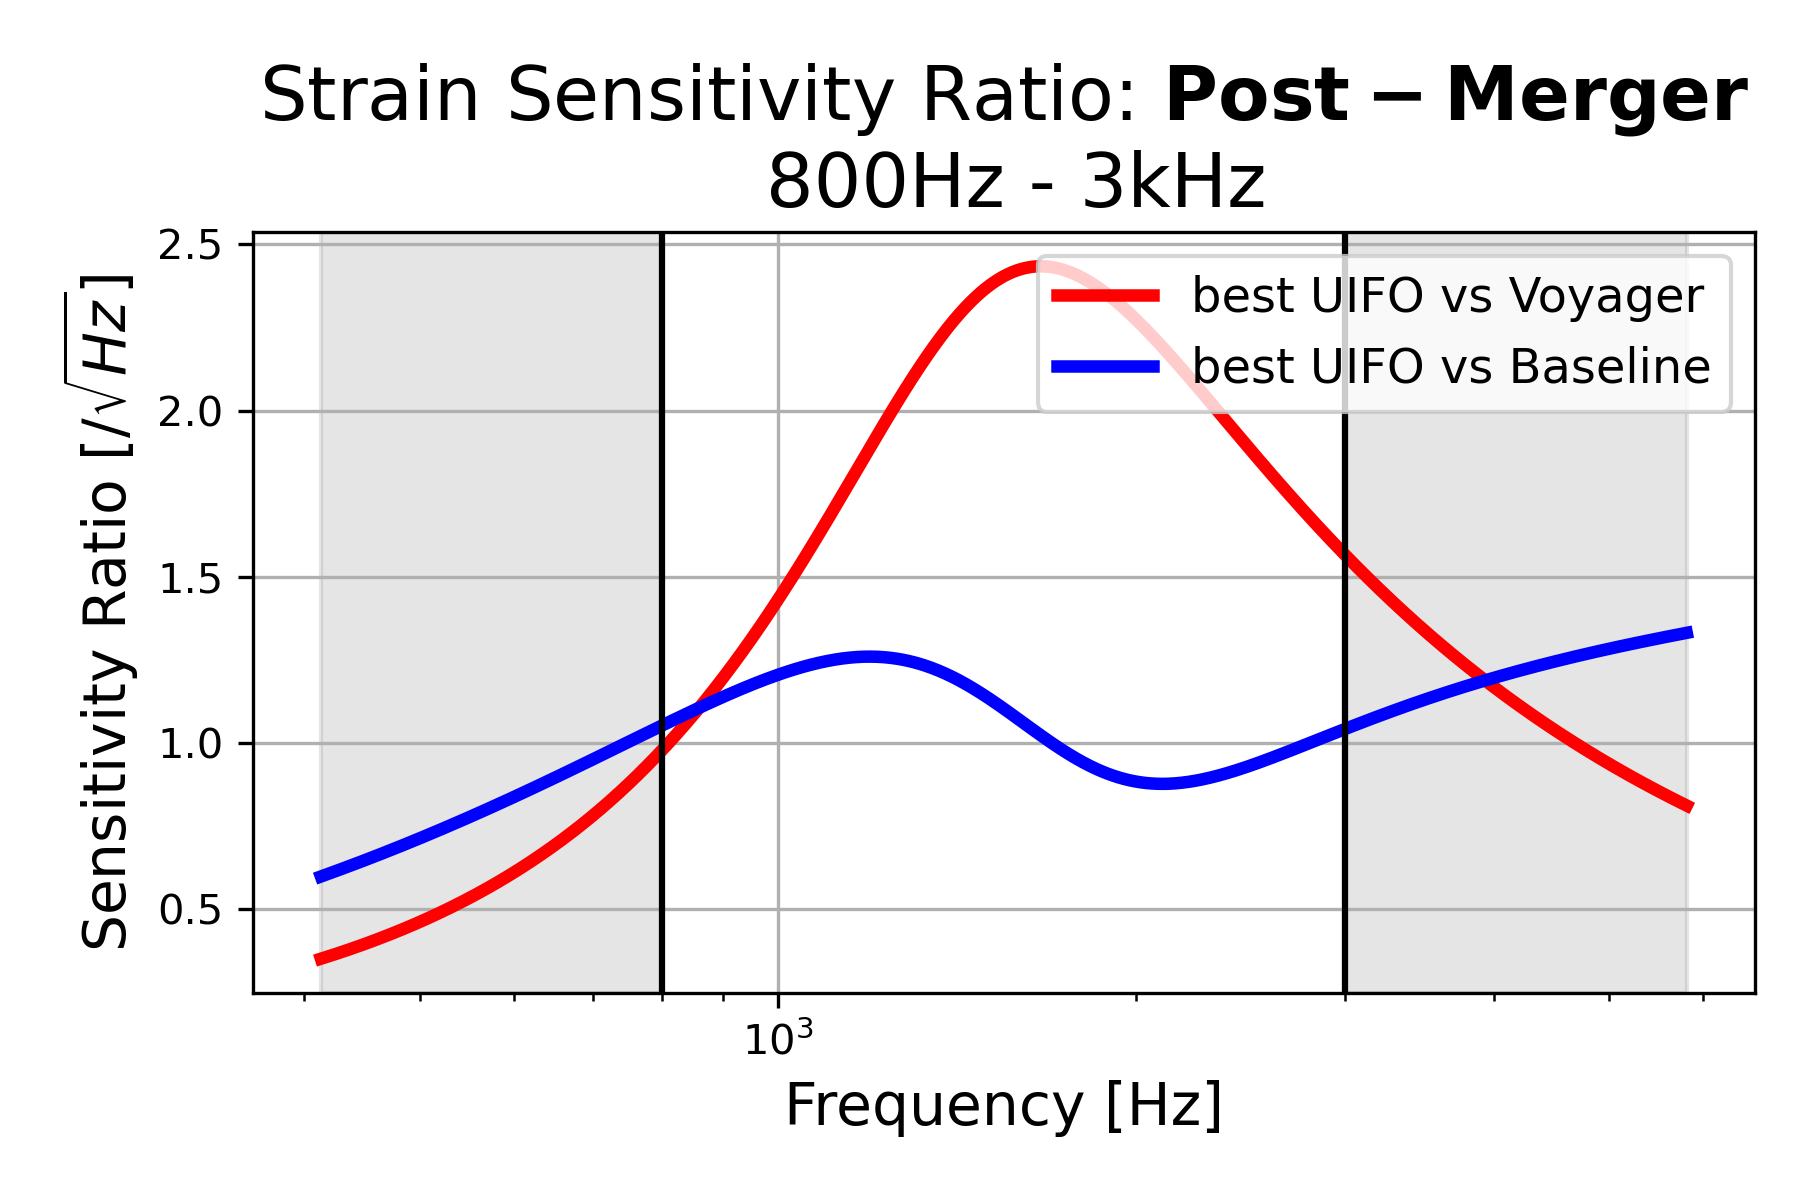 Strain Sensitivity Ratio: Post − Merger
800Hz - 3kHz
Sensitivity Ratio [/√Hz]
2.5
2.0
1.5
1.0
0.5
best UIFO vs Voyager
best UIFO vs Baseline
10³
Frequency [Hz]